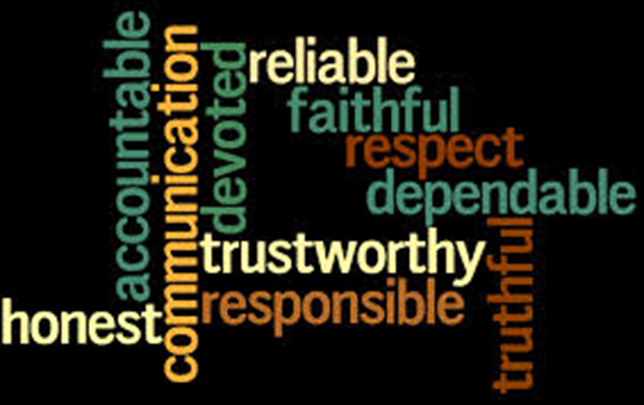 accountable
communication
devoted
reliable
faithful
respect
dependable
trustworthy
truthful
responsible
honest